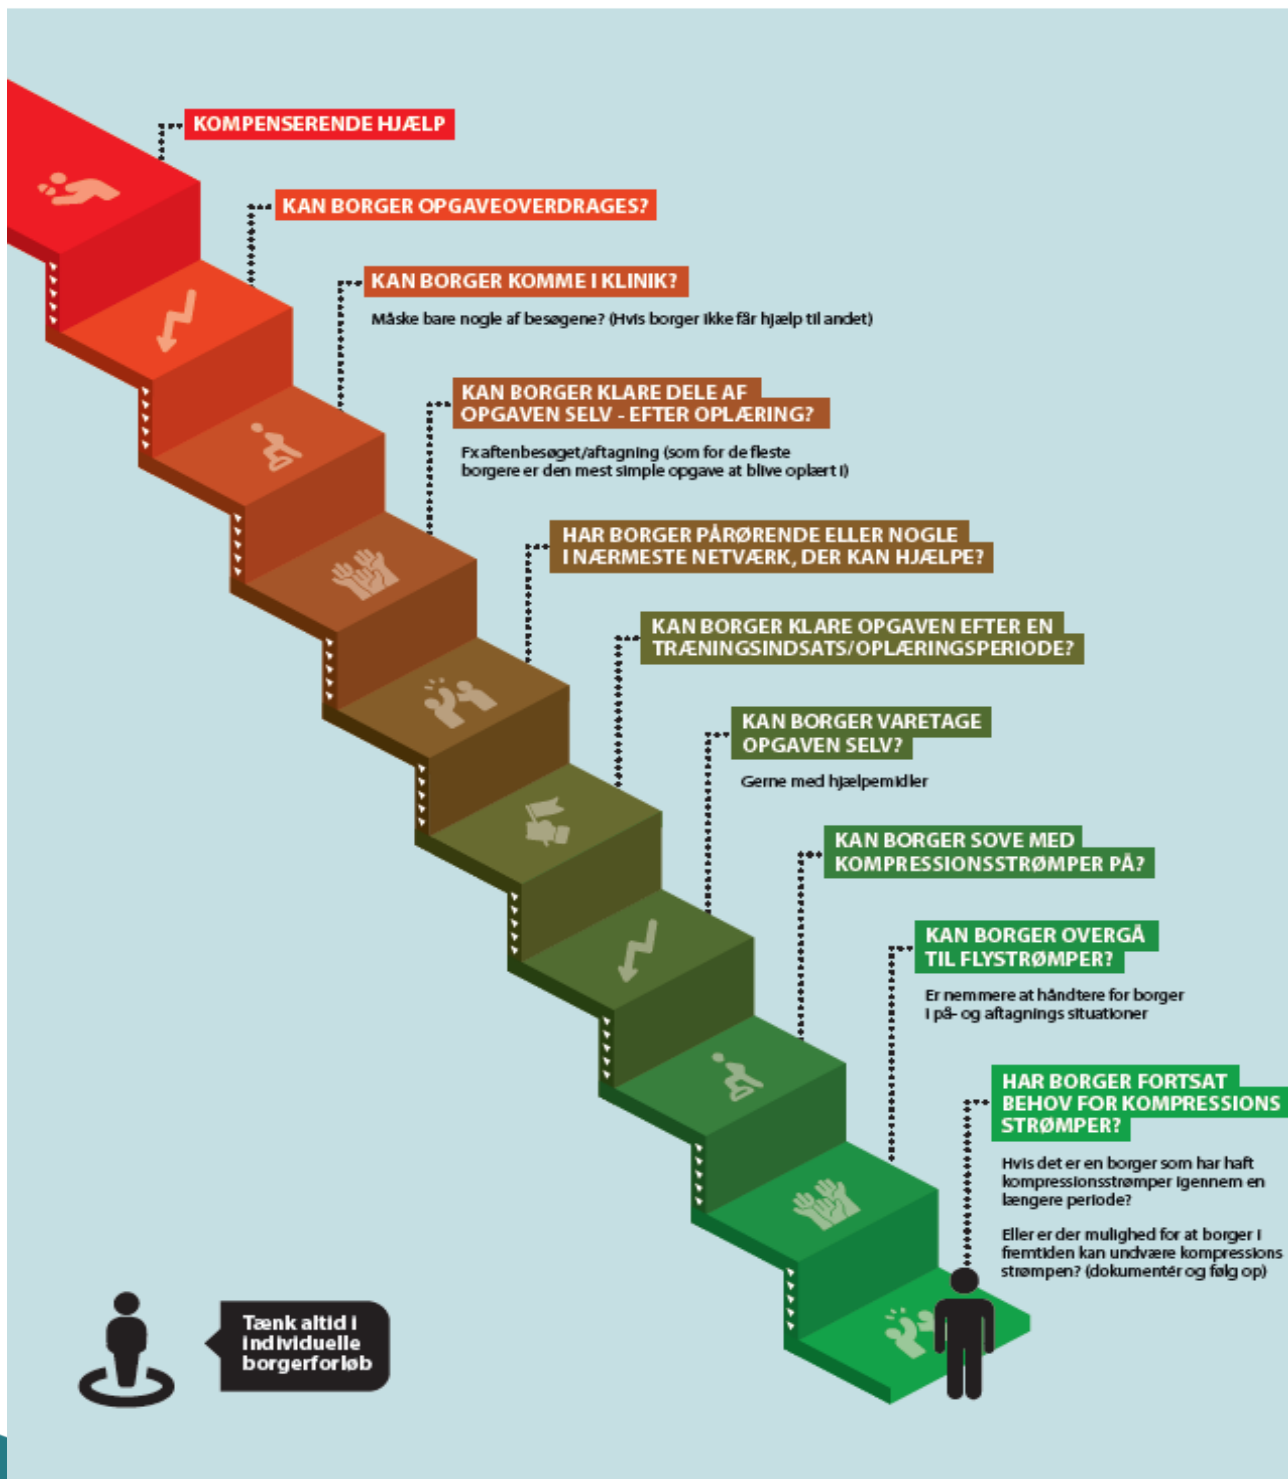 KOMPENSERENDE HJÆLP
KAN BORGER OPGAVEOVERDRAGES?
KAN BORGER KOMME I KLINIK?
Måske bare nogle af besøgene? (Hvis borger ikke får hjælp til andet)
KAN BORGER KLARE DELE AF
OPGAVEN SELV - EFTER OPLÆRING?
Fx aftenbesøget/aftagning (som for de fleste
borgere er den mest simple opgave at blive oplært i)
HAR BORGER PÅRØRENDE ELLER NOGLE
I NÆRMESTE NETVÆRK, DER KAN HJÆLPE?
KAN BORGER KLARE OPGAVEN EFTER EN
TRÆNINGSINDSATS/OPLÆRINGSPERIODE?
KAN BORGER VARETAGE
OPGAVEN SELV?
Gerne med hjælpemidler
KAN BORGER SOVE MED
KOMPRESSIONSSTRØMPER PÅ?
KAN BORGER OVERGÅ
TIL FLYSTRØMPER?
Er nemmere at håndtere for borger
i på- og aftagnings situationer
HAR BORGER FORTSAT
BEHOV FOR KOMPRESSIONS
STRØMPER?
Hvis det er en borger som har haft
kompressionsstrømper igennem en
længere periode?
Eller er der mulighed for at borger i
fremtiden kan undvære kompressions
strømpen? (dokumentér og følg op)
Tænk altid i
individuelle
borgerforløb